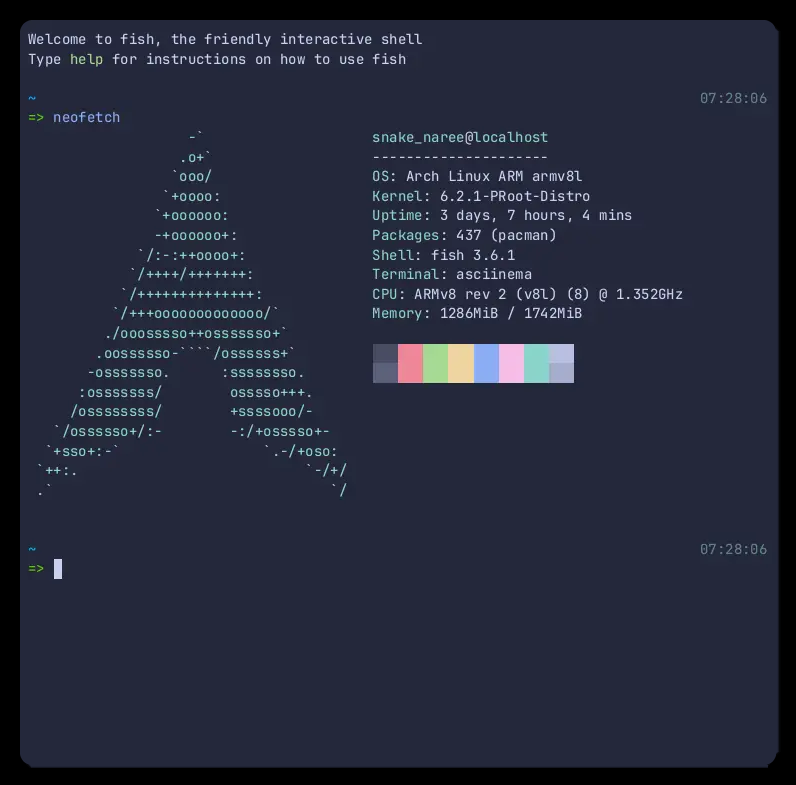 Welcome to fish, the friendly interactive shell
Type help for instructions on how to use fish
~ 07:28:06
=> neofetch
                   -`                    snake_naree@localhost
                  .o+`                   ---------------------
                 `ooo/                   OS: Arch Linux ARM armv8l
                `+oooo:                  Kernel: 6.2.1-PRoot-Distro
               `+oooooo:                 Uptime: 3 days, 7 hours, 4 mins
               -+oooooo+:                Packages: 437 (pacman)
             `/:-:++oooo+:               Shell: fish 3.6.1
            `/++++/+++++++:              Terminal: asciinema
           `/++++++++++++++:             CPU: ARMv8 rev 2 (v8l) (8) @ 1.352GHz
          `/+++ooooooooooooo/`           Memory: 1286MiB / 1742MiB
         ./ooosssso++osssssso+`
        .oossssso-````/ossssss+`
       -osssssso.      :ssssssso.
      :osssssss/        osssso+++.
     /ossssssss/        +ssssooo/-
   `/ossssso+/:-        -:/+osssso+-
  `+sso+:-`                 `.-/+oso:
 `++:.                           `-/+/
 .`                                 `/
~ 07:28:06
=>